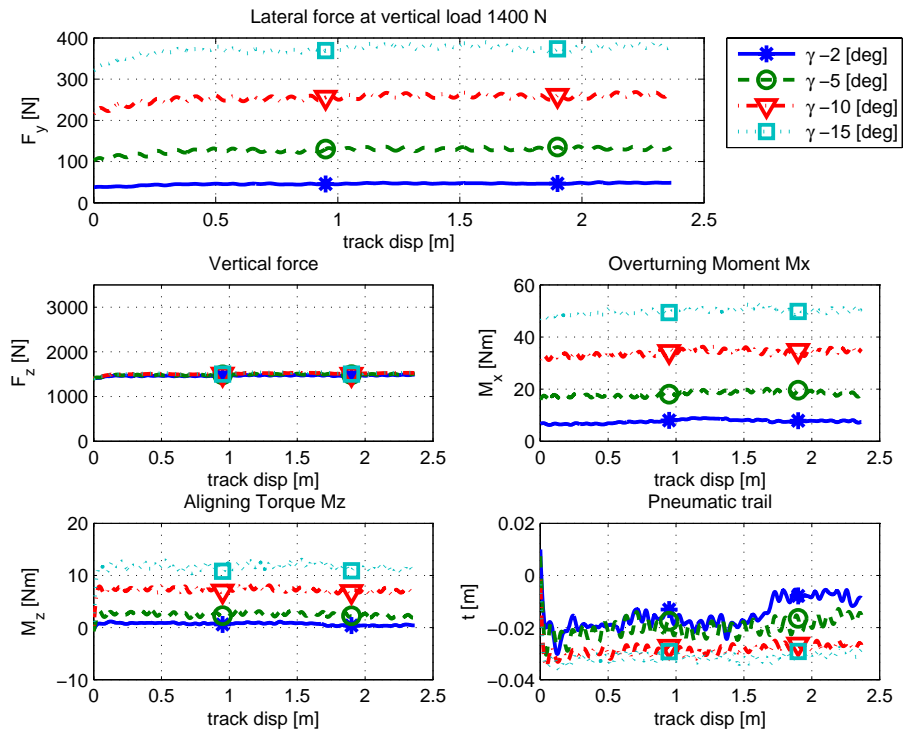 Lateral force at vertical load 1400 N
400
300
200
100
0
F_y [N]
0 0.5 1 1.5 2 2.5
track disp [m]
γ −2 [deg]
γ −5 [deg]
γ −10 [deg]
γ −15 [deg]
Vertical force
3000
2000
1000
0
F_z [N]
0 0.5 1 1.5 2 2.5
track disp [m]
Overturning Moment Mx
60
40
20
0
M_x [Nm]
0 0.5 1 1.5 2 2.5
track disp [m]
Aligning Torque Mz
20
10
0
−10
M_z [Nm]
0 0.5 1 1.5 2 2.5
track disp [m]
Pneumatic trail
0.02
0
−0.02
−0.04
t [m]
0 0.5 1 1.5 2 2.5
track disp [m]